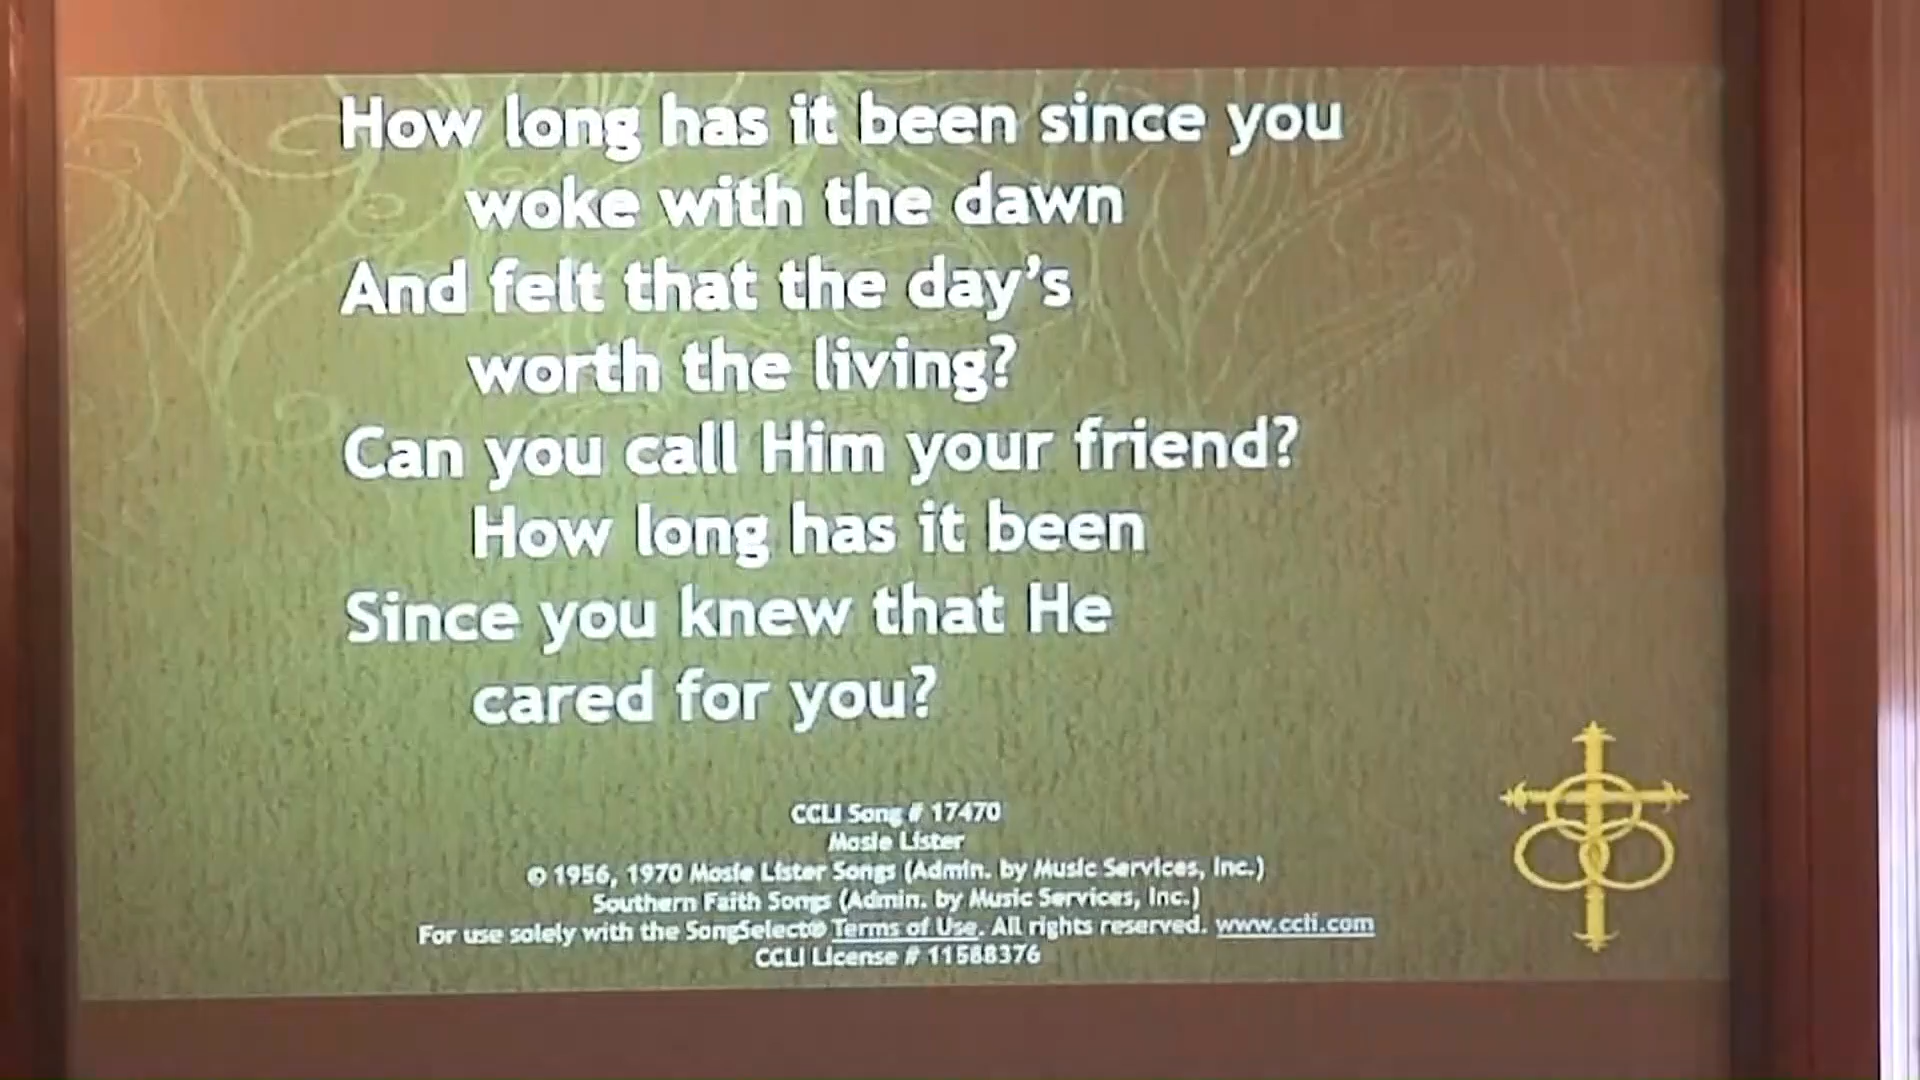 How long has it been since you
woke with the dawn
And felt that the day's
worth the living?
Can you call Him your friend?
How long has it been
Since you knew that He
cared for you?
CCLI Song # 17470
Mosie Lister
© 1956, 1970 Mosie Lister Songs (Admin. by Music Services, Inc.)
Southern Faith Songs (Admin. by Music Services, Inc.)
For use solely with the SongSelect® Terms of Use. All rights reserved. www.ccli.com
CCLI License # 11588376